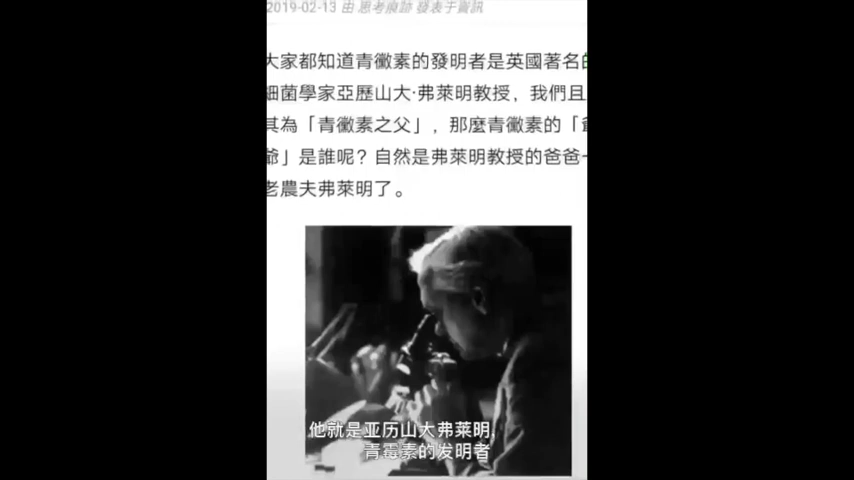 2019-02-13 由 思考痕跡 發表于資訊
大家都知道青黴素的發明者是英國著名
細菌學家亞歷山大·弗萊明教授，我們且
其為「青黴素之父」，那麼青黴素的「
爺」是誰呢？自然是弗萊明教授的爸爸
老農夫弗萊明了。
他就是亚历山大弗莱明，
青霉素的发明者